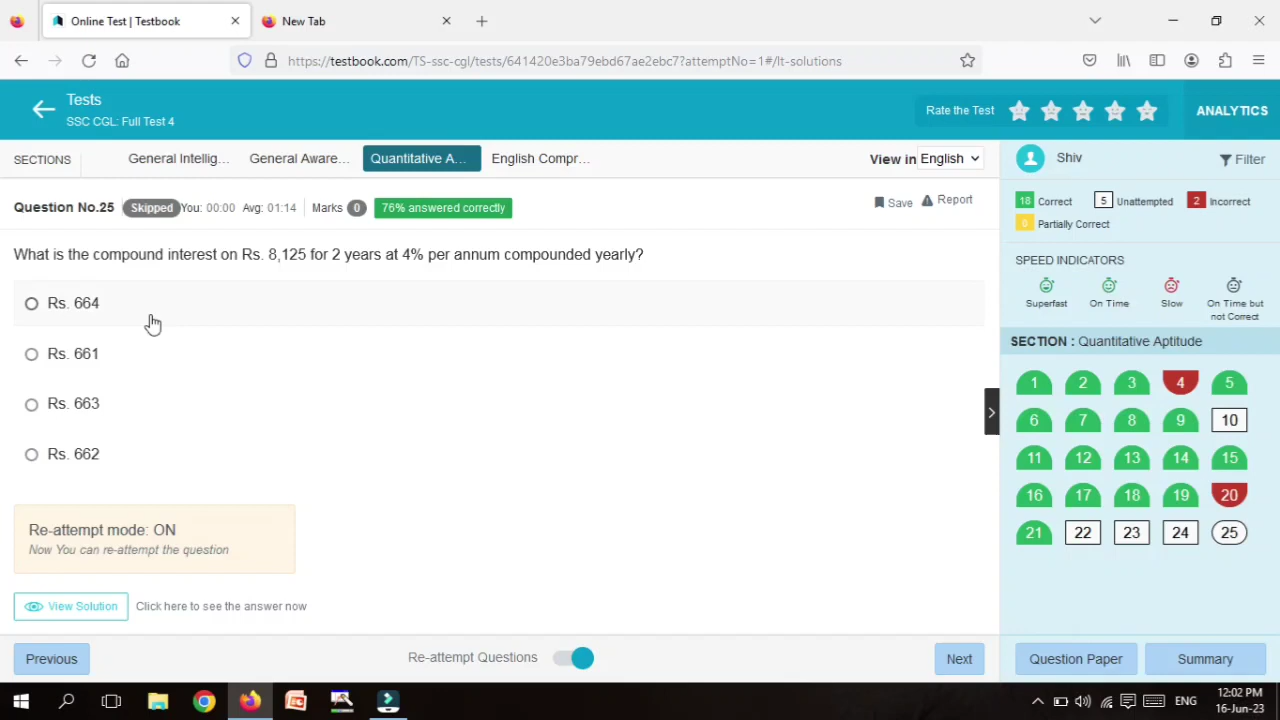 Online Test | Testbook
New Tab
https://testbook.com/TS-ssc-cgl/tests/641420e3ba79ebd67ae2ebc7?attemptNo=1#/lt-solutions
Tests
SSC CGL: Full Test 4
Rate the Test
ANALYTICS
SECTIONS
General Intellig...
General Aware...
Quantitative A...
English Compr...
View in English
Shiv
Filter
Question No.25
Skipped
You: 00:00
Avg: 01:14
Marks 0
76% answered correctly
Save
Report
18 Correct
5 Unattempted
2 Incorrect
0 Partially Correct
What is the compound interest on Rs. 8,125 for 2 years at 4% per annum compounded yearly?
Rs. 664
Rs. 661
Rs. 663
Rs. 662
SPEED INDICATORS
Superfast
On Time
Slow
On Time but
not Correct
SECTION : Quantitative Aptitude
1 2 3 4 5
6 7 8 9 10
11 12 13 14 15
16 17 18 19 20
21 22 23 24 25
Re-attempt mode: ON
Now You can re-attempt the question
View Solution
Click here to see the answer now
Previous
Re-attempt Questions
Next
Question Paper
Summary
ENG
12:02 PM
16-Jun-23